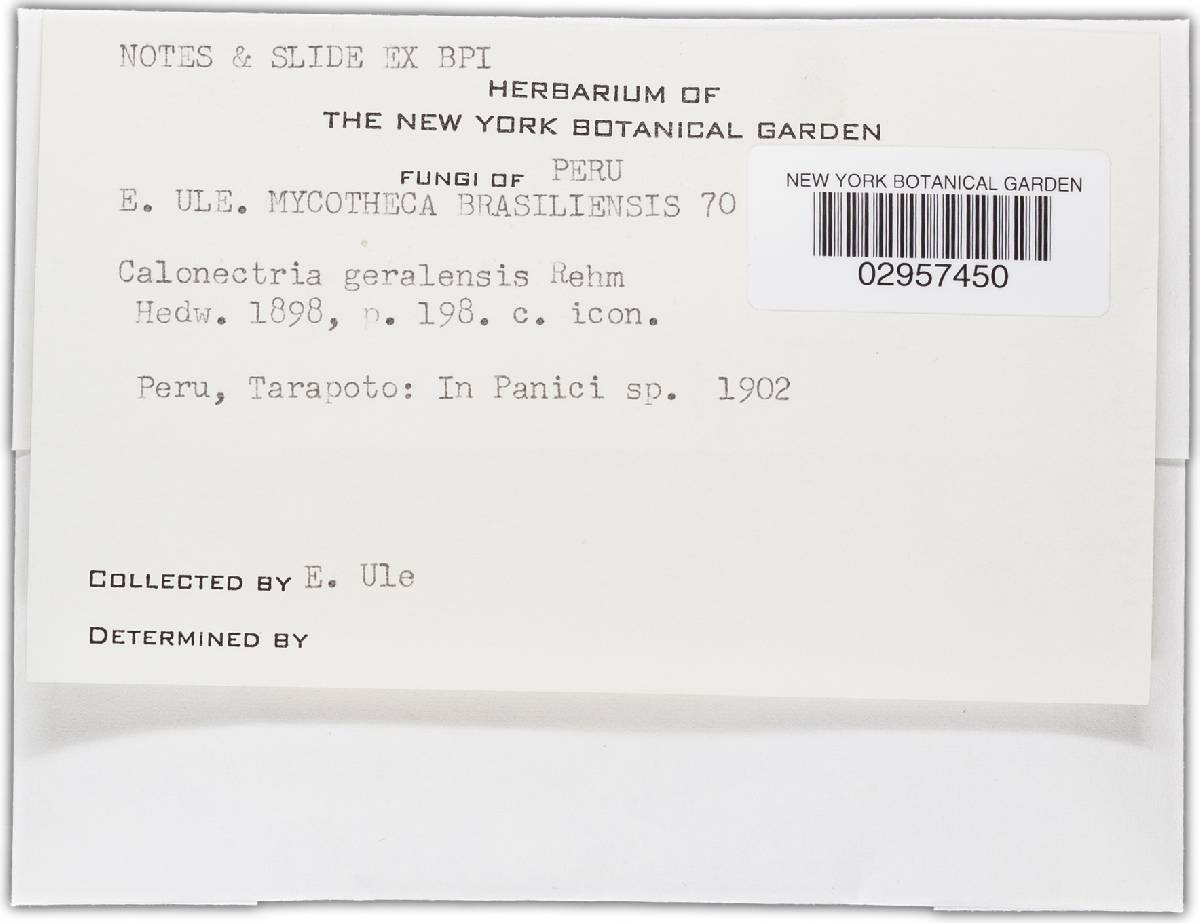 NOTES & SLIDE EX BPI
HERBARIUM OF
THE NEW YORK BOTANICAL GARDEN
FUNGI OF PERU
E. ULE. MYCOTHECA BRASILIENSIS 70
NEW YORK BOTANICAL GARDEN
02957450
Calonectria geralensis Rehm
Hedw. 1898, p. 198. c. icon.
Peru, Tarapoto: In Panici sp. 1902
COLLECTED BY E. Ule
DETERMINED BY